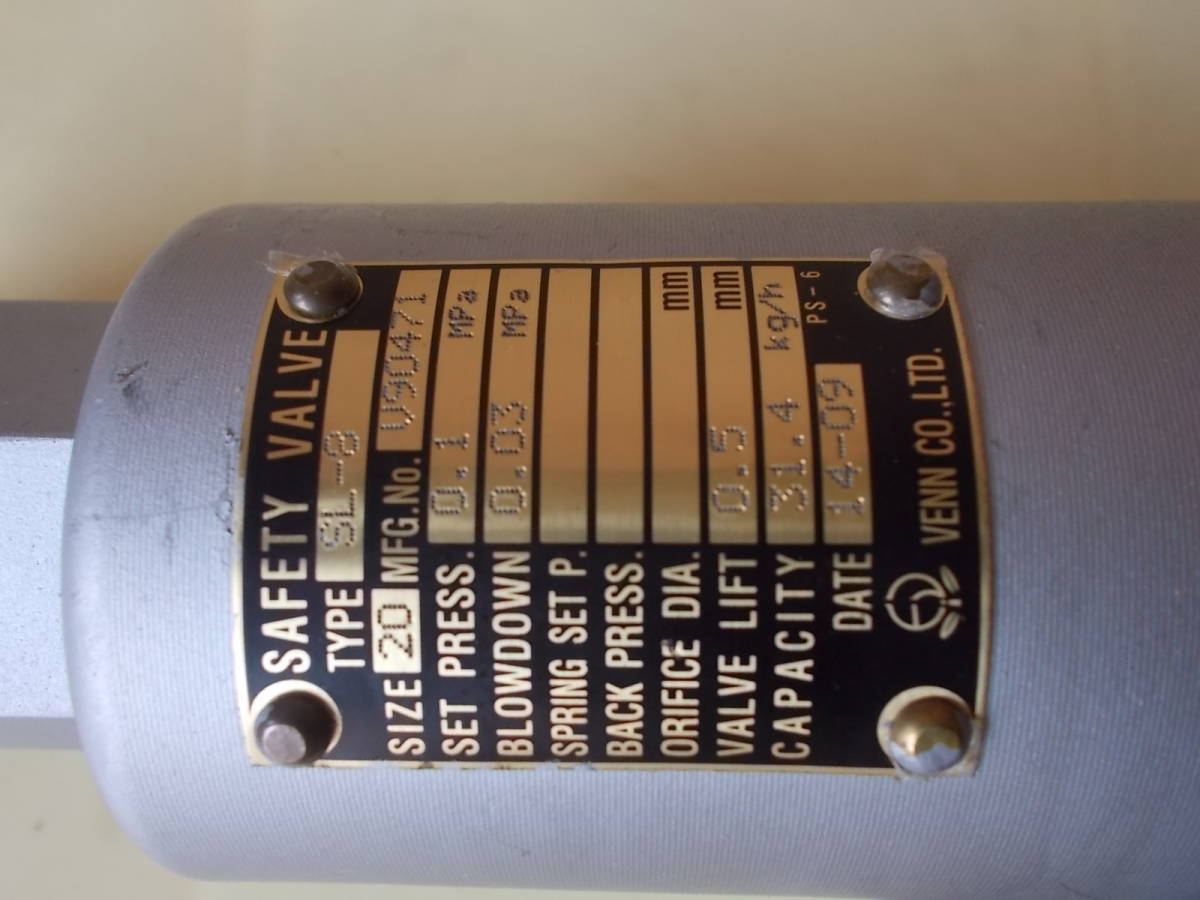 SAFETY VALVE
TYPE SL-8
SIZE 20 MFG.No. V90471
SET PRESS. 0.1 MPa
BLOWDOWN 0.03 MPa
SPRING SET P.
BACK PRESS.
ORIFICE DIA. mm
VALVE LIFT 0.5 mm
CAPACITY 31.4 kg/h
DATE 14-09 PS-6
VENN CO.,LTD.